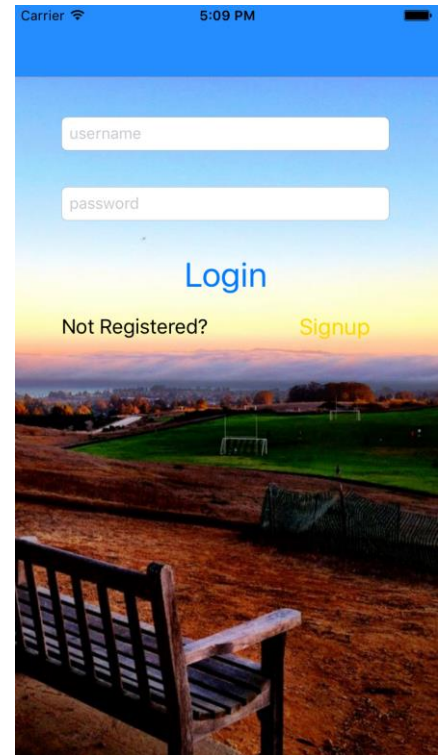 Carrier 5:09 PM
username
password
Login
Not Registered? Signup